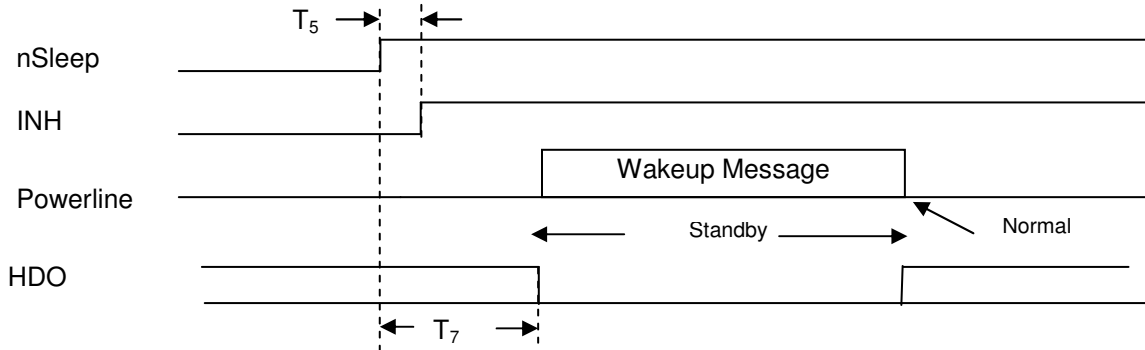 T5
nSleep
INH
Wakeup Message
Powerline
Standby
Normal
HDO
T7